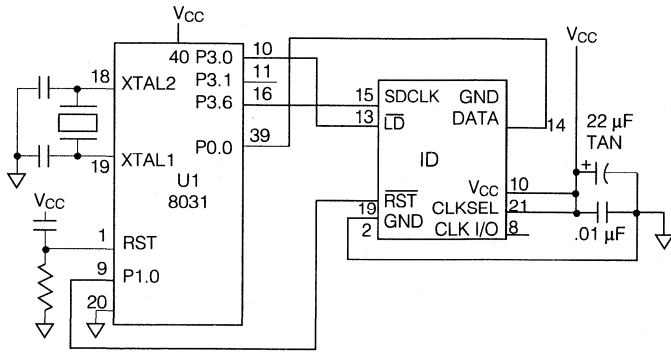 VCC
VCC
40 P3.0 10
P3.1 11
P3.6 16
P0.0 39
18 XTAL2
XTAL1
19
U1
8031
VCC
1 RST
9 P1.0
20
15 SDCLK GND
13 LD DATA 14
ID
VCC 10
RST CLKSEL 21
19 GND CLK I/O 8
2
22 µF
TAN
+
.01 µF